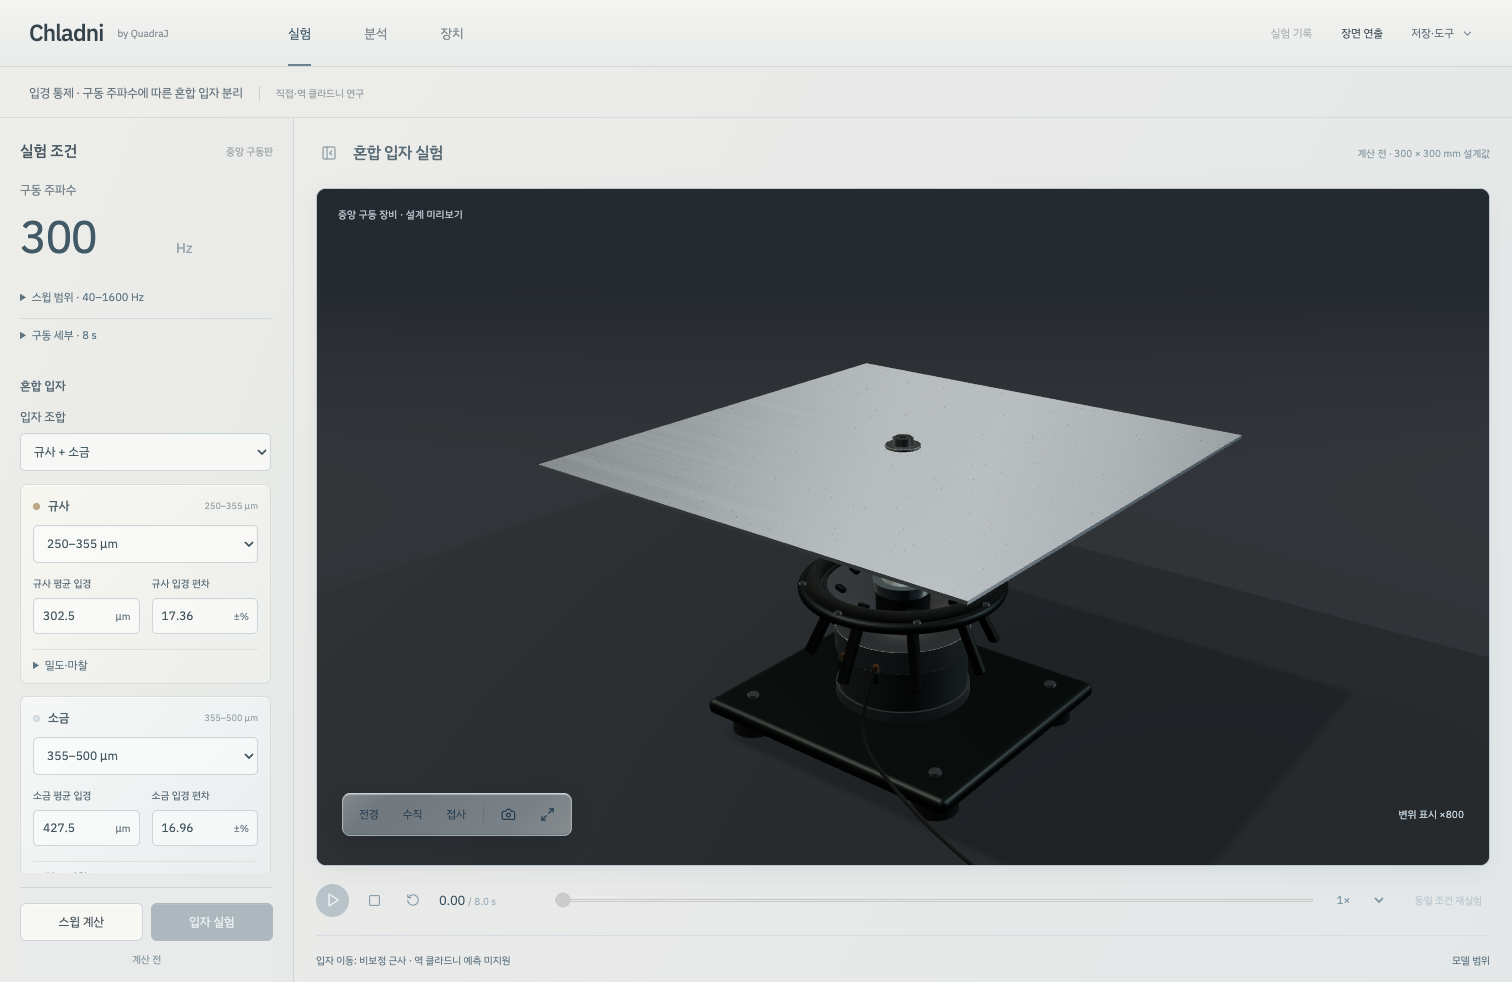 Chladni by QuadraJ
실험 분석 장치
실험 기록 장면 연출 저장·도구
입경 통제 · 구동 주파수에 따른 혼합 입자 분리
직접·역 클라드니 연구
실험 조건
중앙 구동판
구동 주파수
300 Hz
스윕 범위 · 40–1600 Hz
구동 세부 · 8 s
혼합 입자
입자 조합
규사 + 소금
규사
250–355 µm
250–355 µm
규사 평균 입경
규사 입경 편차
302.5 µm
17.36 ±%
밀도·마찰
소금
355–500 µm
355–500 µm
소금 평균 입경
소금 입경 편차
427.5 µm
16.96 ±%
스윕 계산
입자 실험
계산 전
혼합 입자 실험
계산 전 · 300 × 300 mm 설계값
중앙 구동 장비 · 설계 미리보기
전경 수직 접사
변위 표시 ×800
0.00 / 8.0 s
1×
동일 조건 재실험
입자 이동: 비보정 근사 · 역 클라드니 예측 미지원
모델 범위